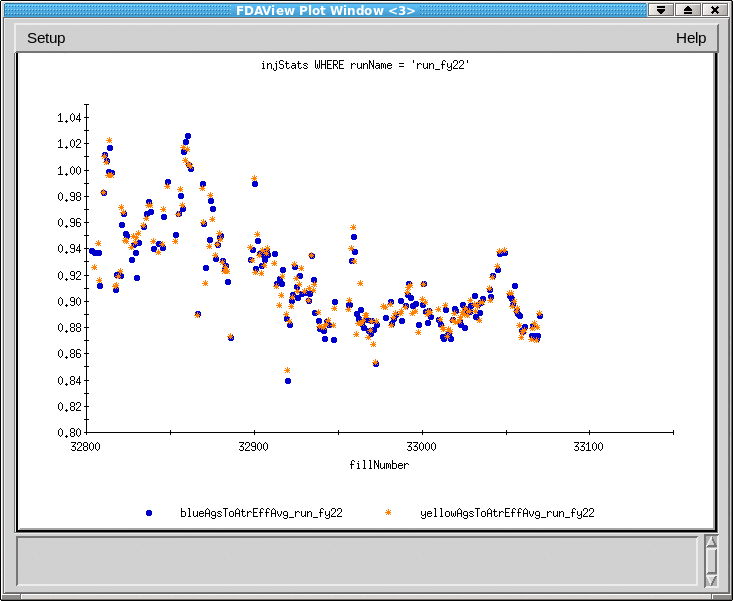 FDAView Plot Window <3>
Setup Help
injStats WHERE runName = 'run_fy22'
1.04
1.02
1.00
0.98
0.96
0.94
0.92
0.90
0.88
0.86
0.84
0.82
0.80
32800 32900 33000 33100
fillNumber
blueAgsToAtrEffAvg_run_fy22 yellowAgsToAtrEffAvg_run_fy22